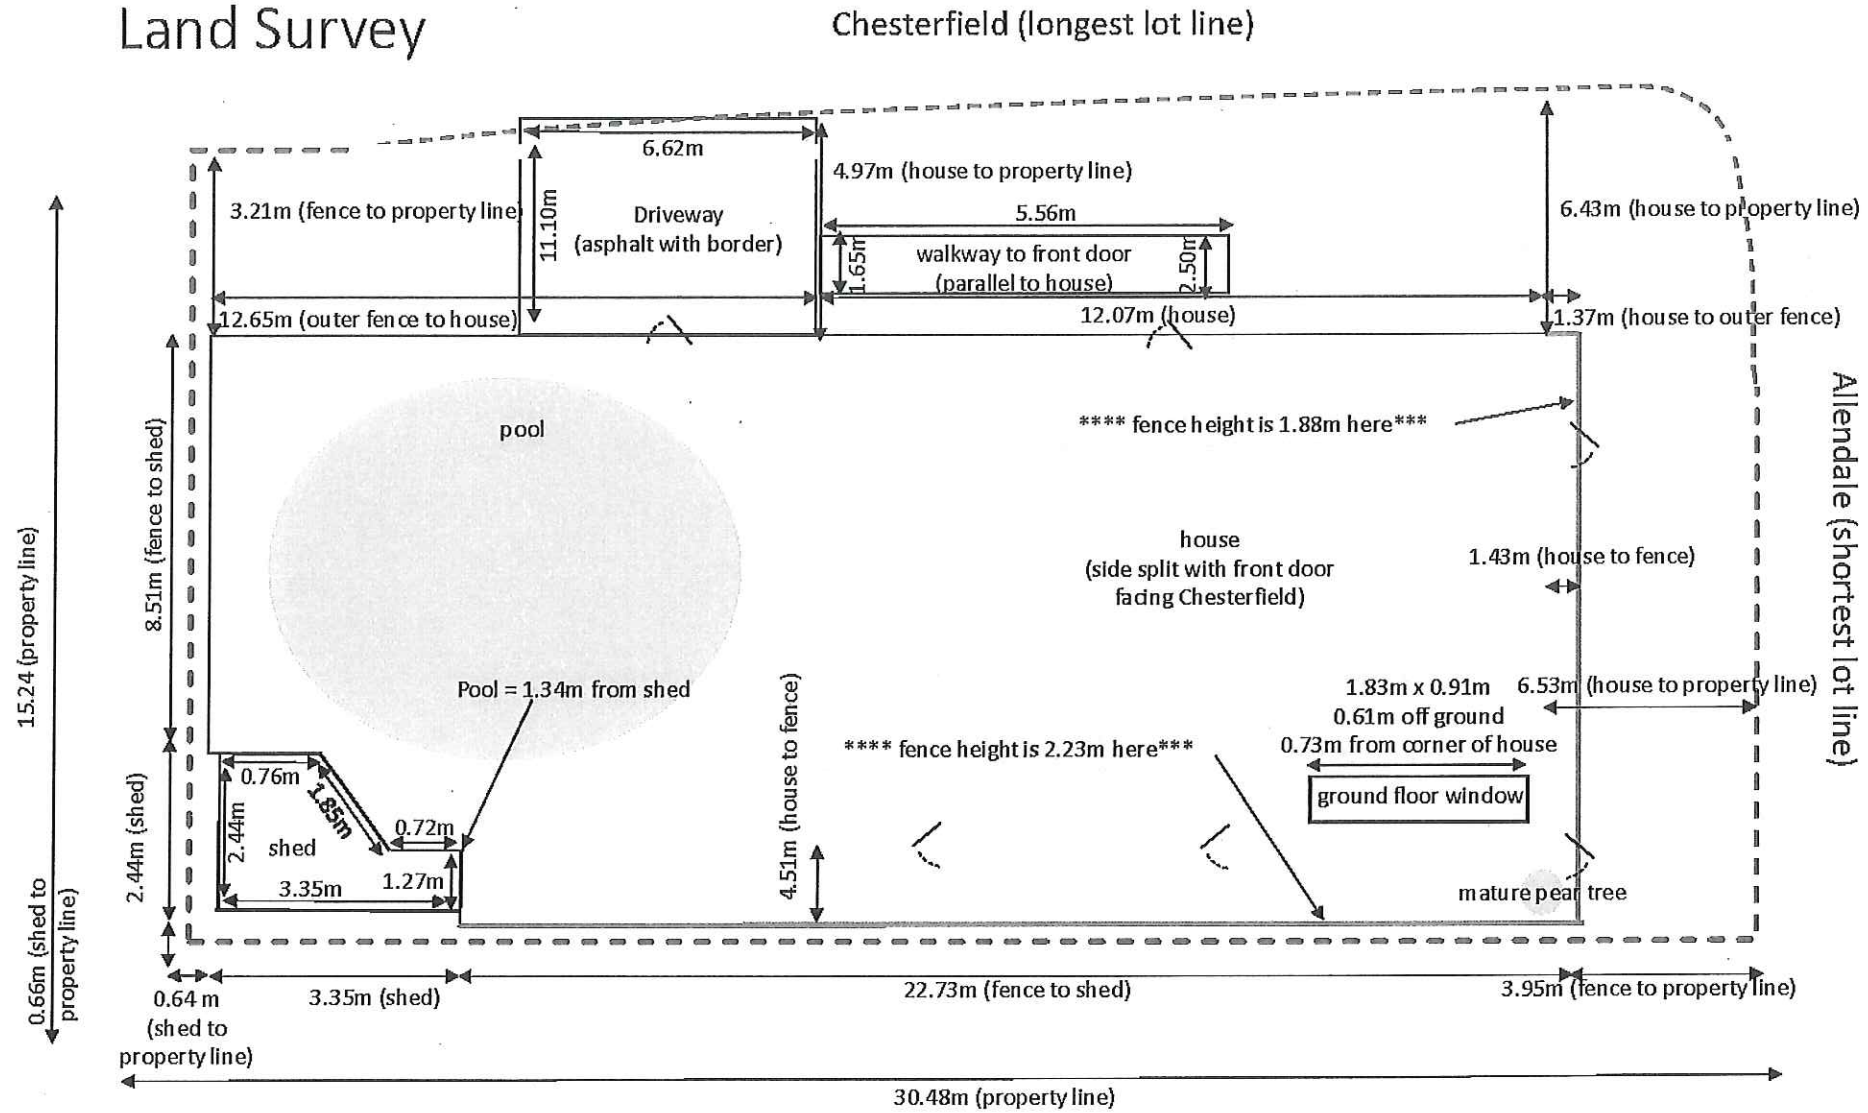 Land Survey
Chesterfield (longest lot line)
6.62m
4.97m (house to property line)
3.21m (fence to property line)
11.10m
Driveway
(asphalt with border)
5.56m
6.43m (house to property line)
1.65m
walkway to front door
(parallel to house)
2.50m
12.65m (outer fence to house)
12.07m (house)
1.37m (house to outer fence)
pool
**** fence height is 1.88m here***
Allendale (shortest lot line)
8.51m (fence to shed)
15.24 (property line)
house
(side split with front door
facing Chesterfield)
1.43m (house to fence)
Pool = 1.34m from shed
1.83m x 0.91m
0.61m off ground
0.73m from corner of house
6.53m (house to property line)
4.51m (house to fence)
**** fence height is 2.23m here***
ground floor window
0.76m
1.85m
2.44m
0.72m
shed
1.27m
3.35m
2.44m (shed)
mature pear tree
0.66m (shed to
property line)
0.64 m
(shed to
property line)
3.35m (shed)
22.73m (fence to shed)
3.95m (fence to property line)
30.48m (property line)